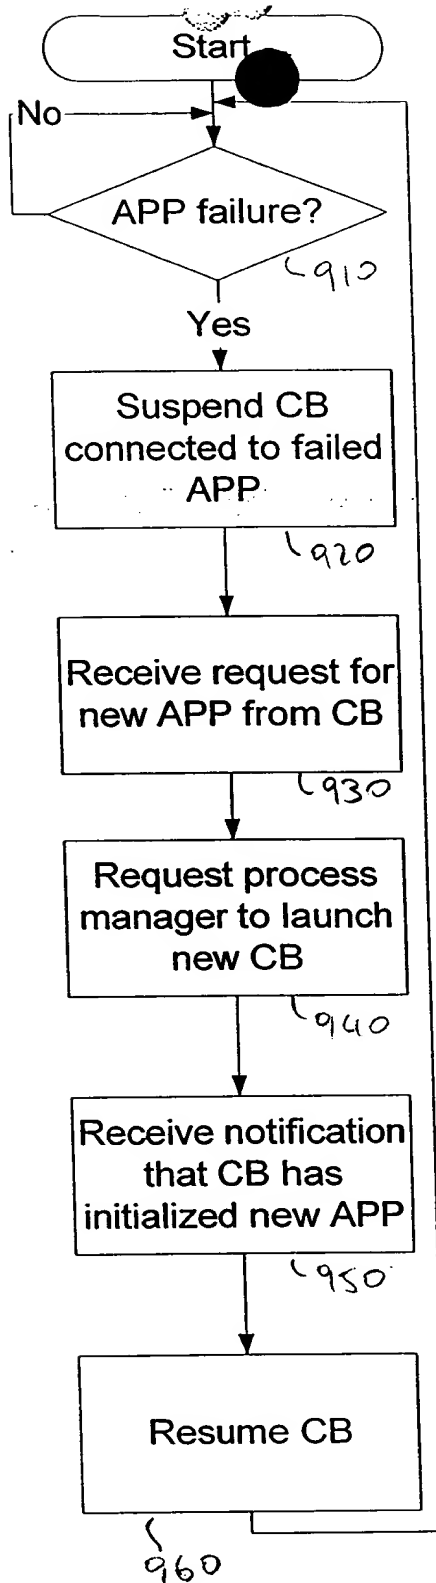 Start
No
APP failure?
910
Yes
Suspend CB
connected to failed
APP
920
Receive request for
new APP from CB
930
Request process
manager to launch
new CB
940
Receive notification
that CB has
initialized new APP
950
Resume CB
960